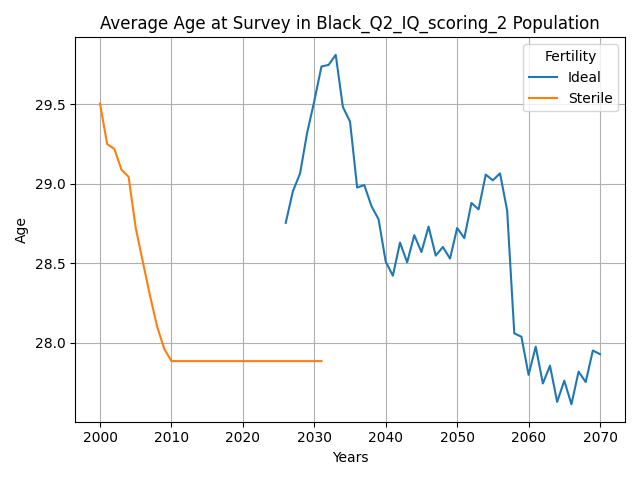 Average Age at Survey in Black_Q2_IQ_scoring_2 Population
Fertility
Ideal
Sterile
29.5
29.0
28.5
28.0
Age
2000 2010 2020 2030 2040 2050 2060 2070
Years